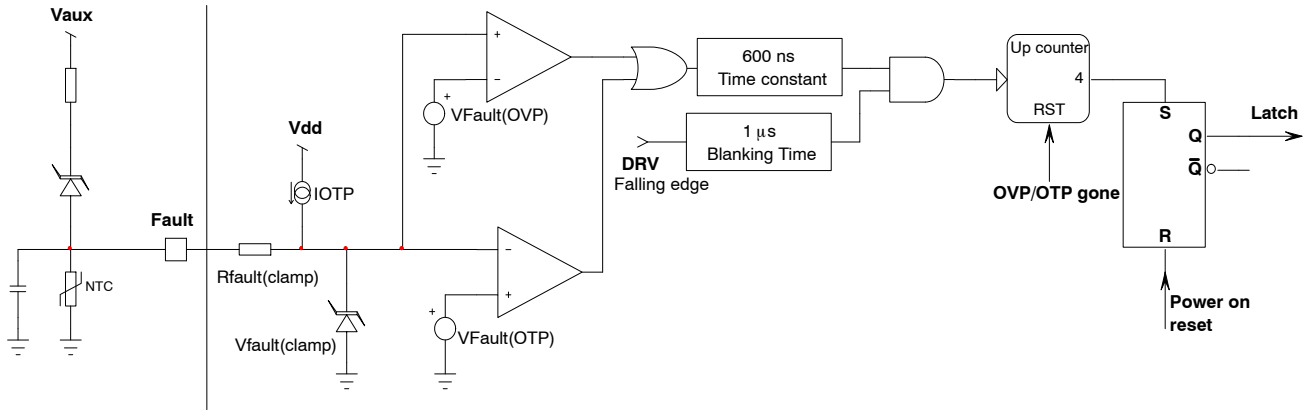 Vaux
Fault
NTC
Rfault(clamp)
Vdd
IOTP
Vfault(clamp)
+
−
+
VFault(OVP)
−
+
+
VFault(OTP)
600 ns
Time constant
1 μs
Blanking Time
DRV
Falling edge
Up counter
4
RST
OVP/OTP gone
S
Q
Q̅
R
Latch
Power on
reset